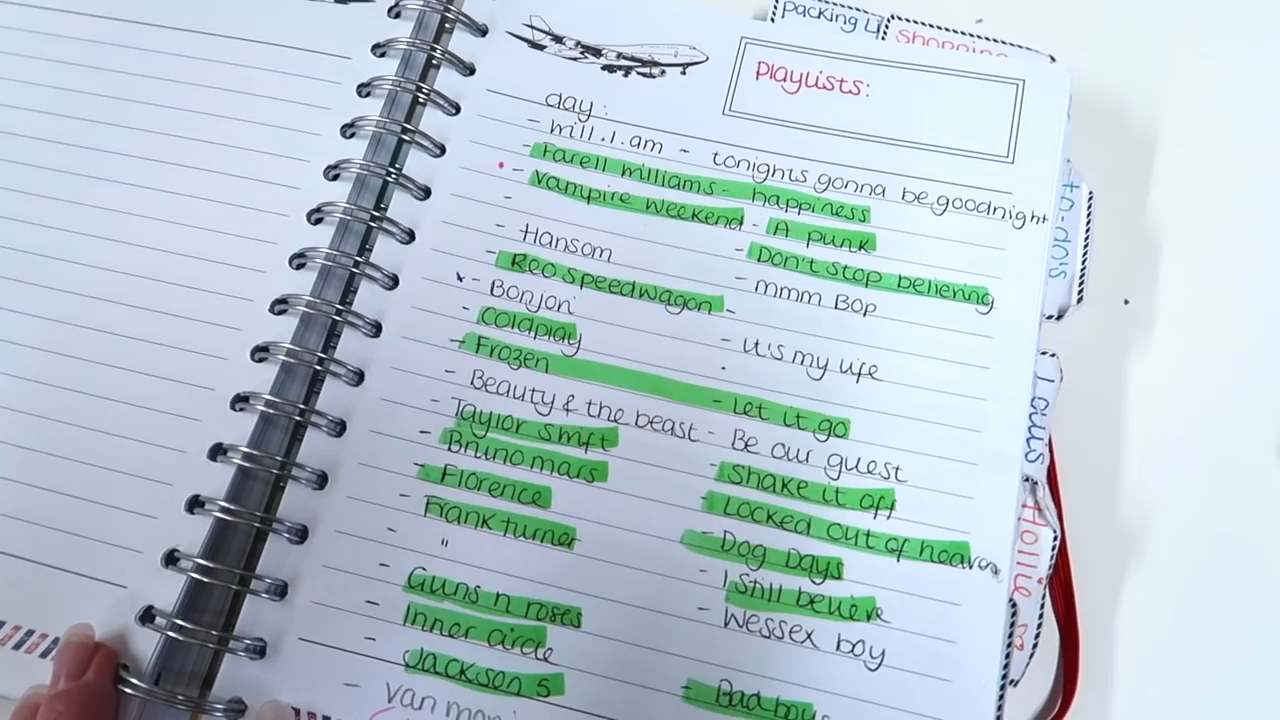 packing Li
shopping
Playlists:
day:
- will.i.am ~ tonights gonna be goodnight
- Farell williams - happiness
- Vampire weekend - A punk
- - Don't stop believing
- Hansom - mmm Bop
- REO Speedwagon -
x - Bonjovi - it's my life
- Coldplay
- Frozen - Let it go
- Beauty & the beast - Be our guest
- Taylor Swift - Shake it off
- Bruno mars - Locked out of heaven
- Florence - Dog Days
- Frank turner - I Still believe
- " - Wessex boy
- Guns n roses
- Inner circle - Bad boys
- Jackson 5
- van
to-do's
Hollie